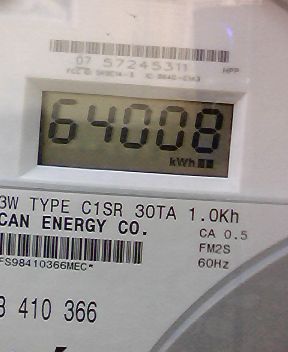 07 57245311
HPP
64008
kWh
3W TYPE C1SR 30TA 1.0Kh
CAN ENERGY CO.
CA 0.5
FM2S
FS98410366MEC*
60Hz
410 366